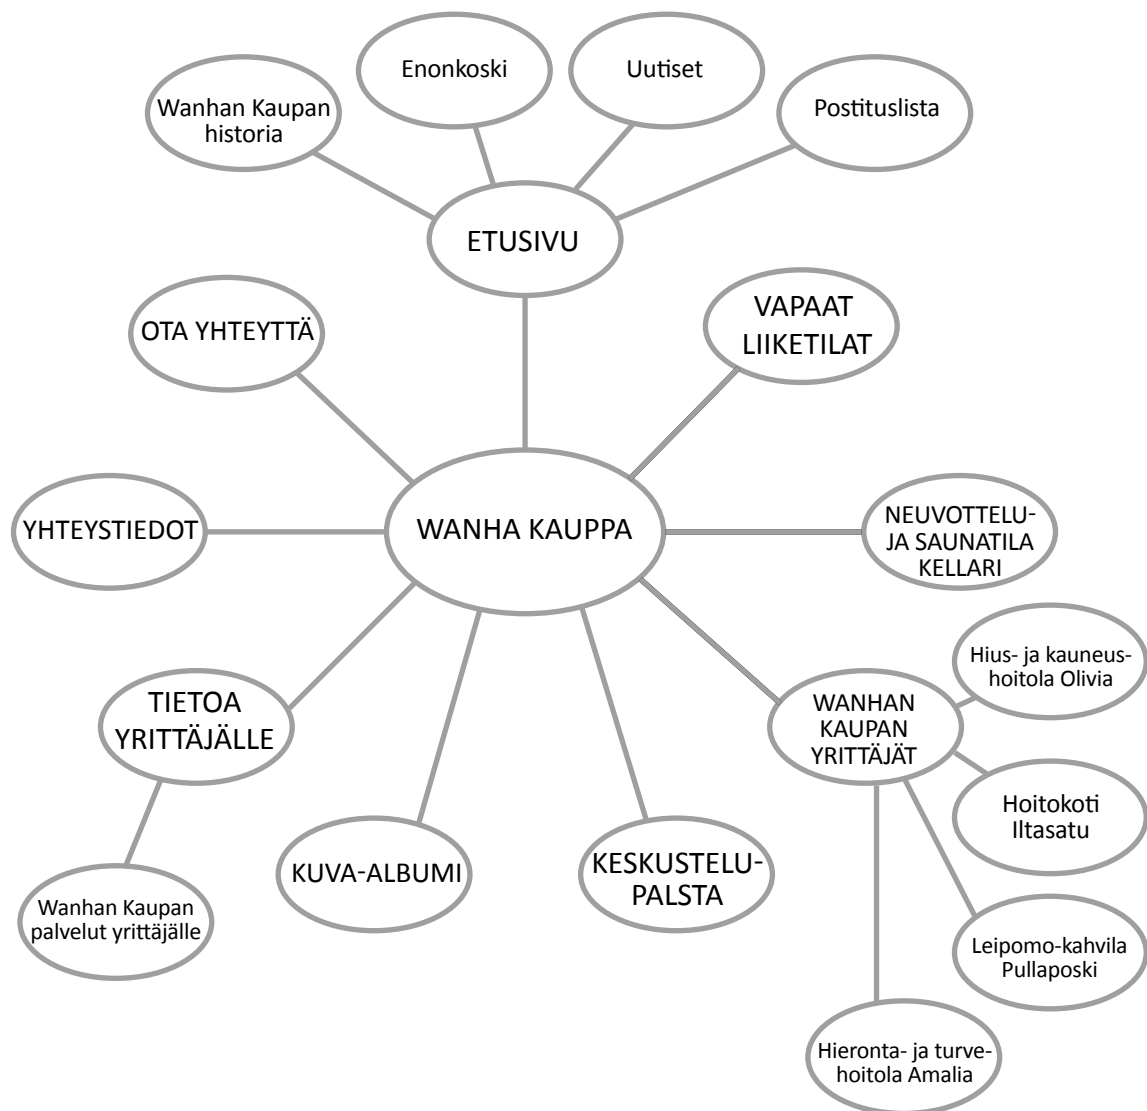 Enonkoski
Uutiset
Wanhan Kaupan
historia
Postituslista
ETUSIVU
VAPAAT
LIIKETILAT
OTA YHTEYTTÄ
WANHA KAUPPA
YHTEYSTIEDOT
NEUVOTTELU-
JA SAUNATILA
KELLARI
Hius- ja kauneus-
hoitola Olivia
TIETOA
YRITTÄJÄLLE
WANHAN
KAUPAN
YRITTÄJÄT
Hoitokoti
Iltasatu
KUVA-ALBUMI
KESKUSTELU-
PALSTA
Wanhan Kaupan
palvelut yrittäjälle
Leipomo-kahvila
Pullaposki
Hieronta- ja turve-
hoitola Amalia